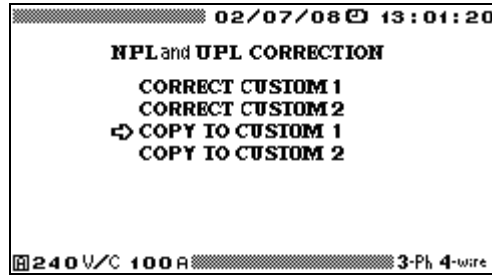 02/07/08 13:01:20
NPL and UPL CORRECTION
CORRECT CUSTOM 1
CORRECT CUSTOM 2
COPY TO CUSTOM 1
COPY TO CUSTOM 2
A 240 V/C 100 A 3-Ph 4-wire